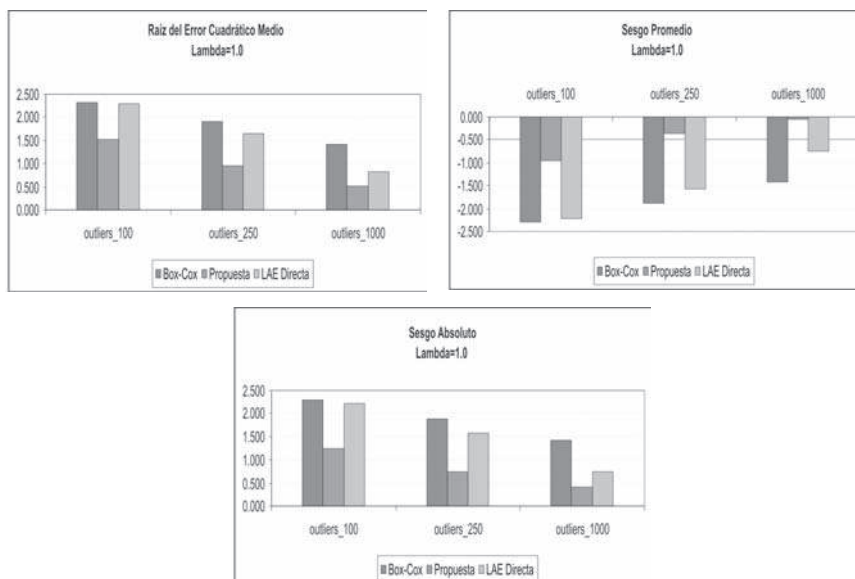 Raíz del Error Cuadrático Medio
Lambda=1.0
2.500
2.000
1.500
1.000
0.500
0.000
outliers_100
outliers_250
outliers_1000
Box-Cox
Propuesta
LAE Directa
Sesgo Promedio
Lambda=1.0
outliers_100
outliers_250
outliers_1000
0.000
-0.500
-1.000
-1.500
-2.000
-2.500
Box-Cox
Propuesta
LAE Directa
Sesgo Absoluto
Lambda=1.0
2.500
2.000
1.500
1.000
0.500
0.000
outliers_100
outliers_250
outliers_1000
Box-Cox
Propuesta
LAE Directa